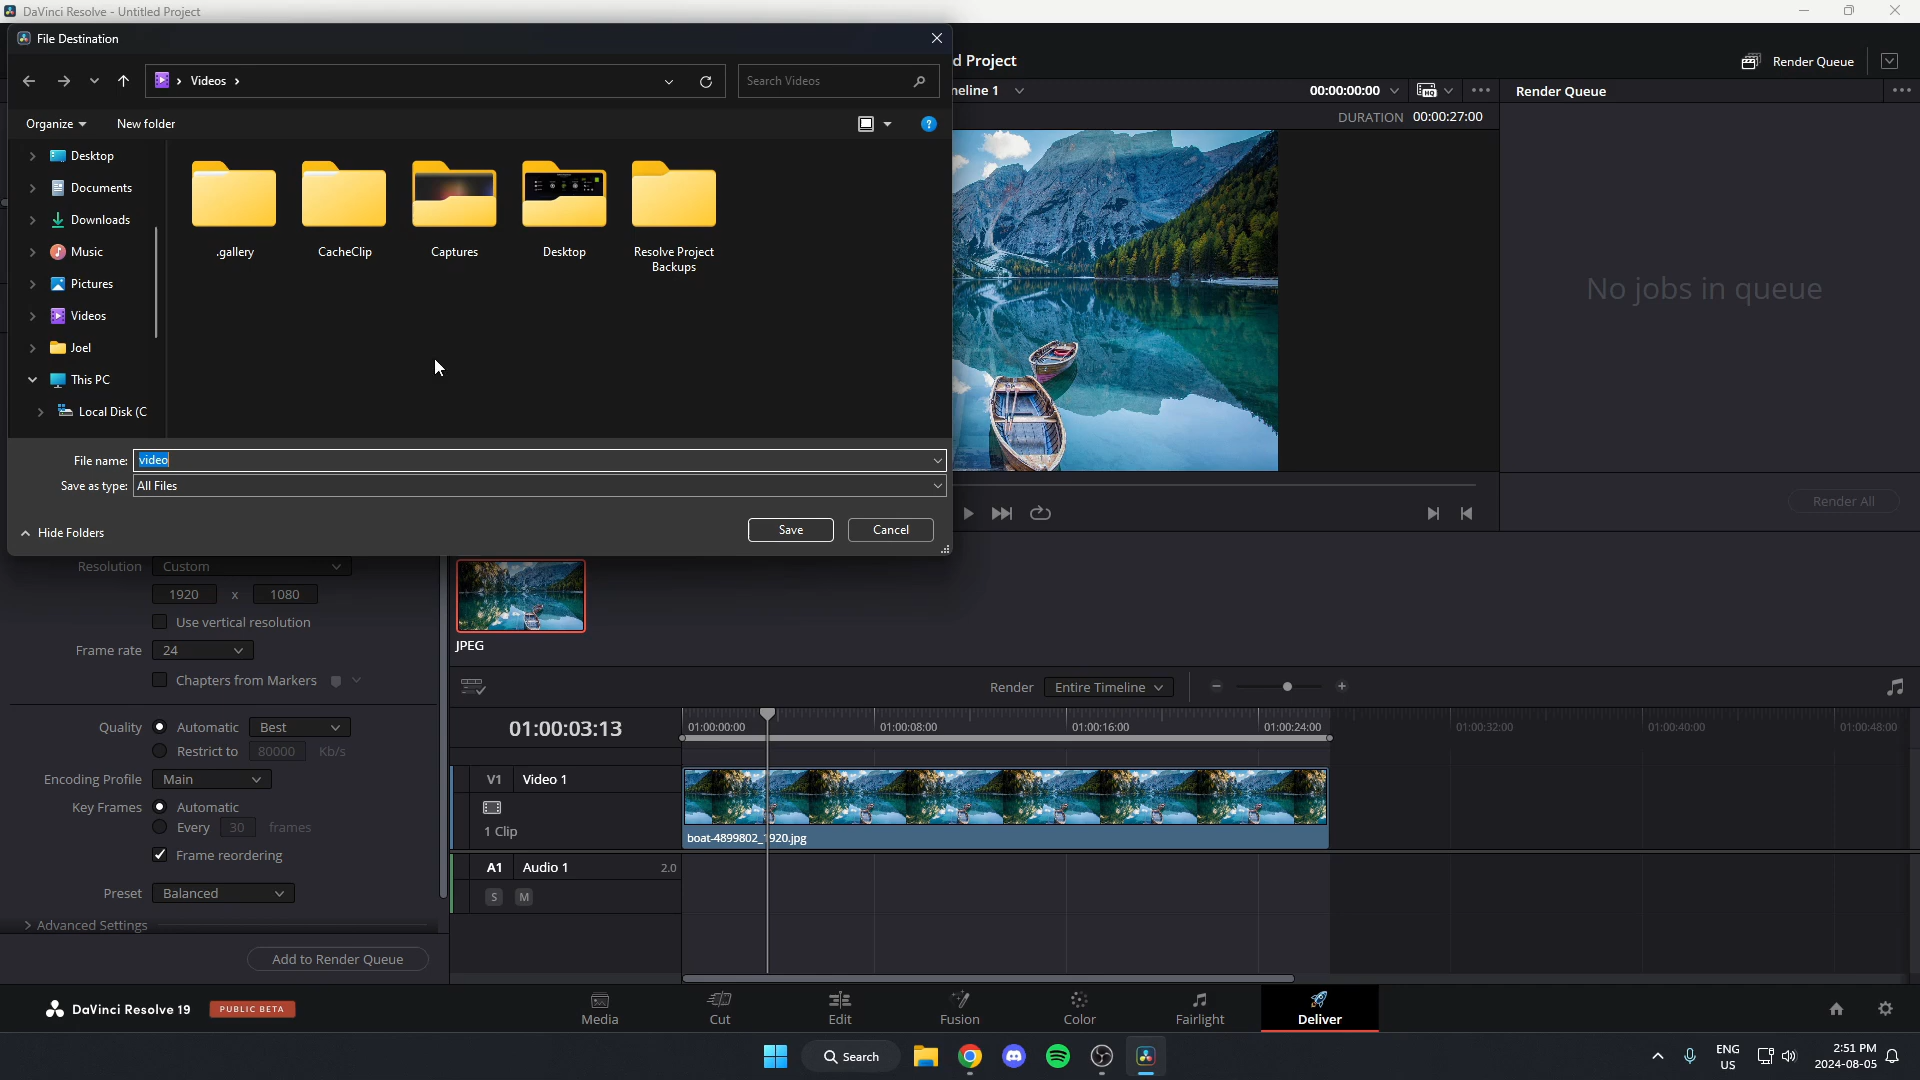 DaVinci Resolve - Untitled Project
File Destination
Videos
Search Videos
Organize
New folder
Desktop
Documents
Downloads
Music
Pictures
Videos
Joel
This PC
Local Disk (C
.gallery
CacheClip
Captures
Desktop
Resolve Project
Backups
File name: video
Save as type: All Files
Hide Folders
Save
Cancel
d Project
Render Queue
eline 1
00:00:00:00
DURATION 00:00:27:00
Render Queue
No jobs in queue
Render All
Resolution Custom
1920 x 1080
Use vertical resolution
Frame rate 24
Chapters from Markers
Quality Automatic Best
Restrict to 80000 Kb/s
Encoding Profile Main
Key Frames Automatic
Every 30 frames
Frame reordering
Preset Balanced
Advanced Settings
Add to Render Queue
JPEG
Render Entire Timeline
01:00:03:13
01:00:00:00 01:00:08:00 01:00:16:00 01:00:24:00 01:00:32:00 01:00:40:00 01:00:48:00
V1 Video 1
1 Clip
boat-4899802_1920.jpg
A1 Audio 1 2.0
S M
DaVinci Resolve 19 PUBLIC BETA
Media Cut Edit Fusion Color Fairlight Deliver
Search
ENG
US
2:51 PM
2024-08-05